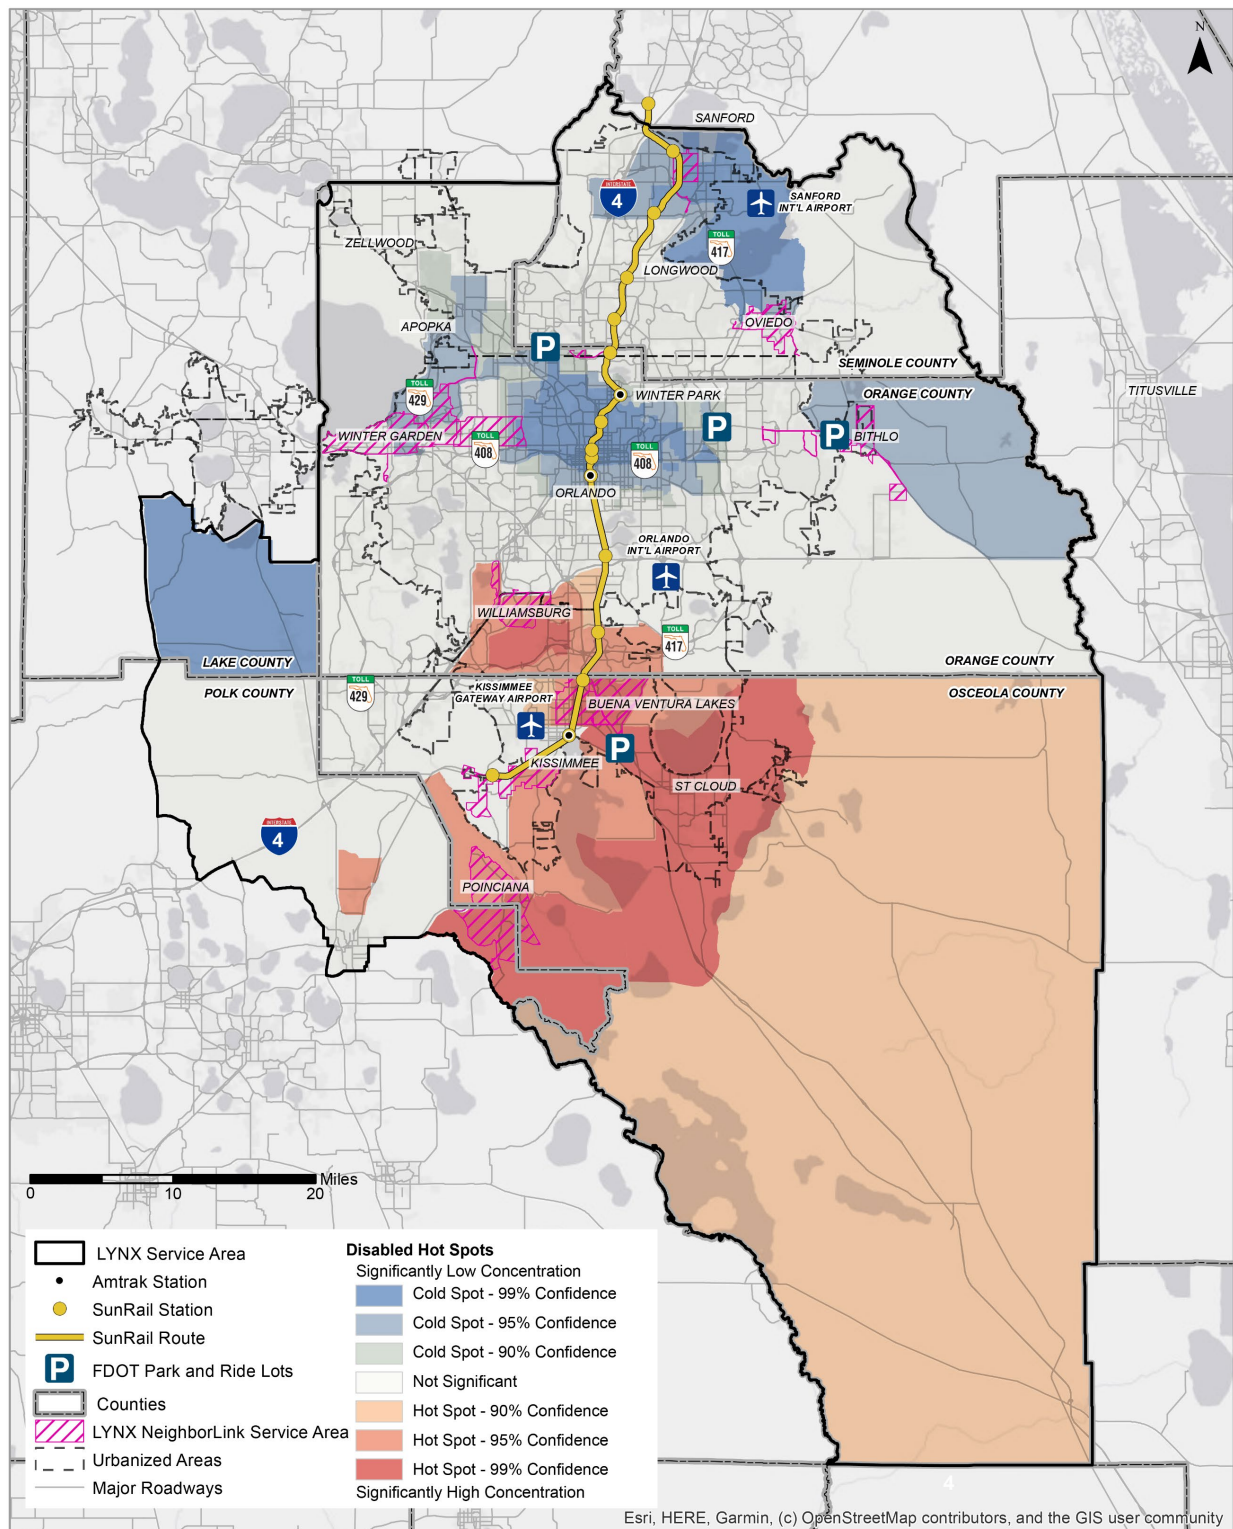 N
SANFORD
INTERSTATE
4
SANFORD
INT'L AIRPORT
TOLL
417
ZELLWOOD
LONGWOOD
APOPKA
OVIEDO
P
SEMINOLE COUNTY
ORANGE COUNTY
TITUSVILLE
TOLL
429
WINTER PARK
P
P
BITHLO
WINTER GARDEN
TOLL
408
TOLL
408
ORLANDO
ORLANDO
INT'L AIRPORT
WILLIAMSBURG
TOLL
417
LAKE COUNTY
ORANGE COUNTY
POLK COUNTY
OSCEOLA COUNTY
TOLL
429
KISSIMMEE
GATEWAY AIRPORT
BUENA VENTURA LAKES
P
KISSIMMEE
ST CLOUD
INTERSTATE
4
POINCIANA
Miles
0 10 20
LYNX Service Area
Amtrak Station
SunRail Station
SunRail Route
P FDOT Park and Ride Lots
Counties
LYNX NeighborLink Service Area
Urbanized Areas
Major Roadways
Disabled Hot Spots
Significantly Low Concentration
Cold Spot - 99% Confidence
Cold Spot - 95% Confidence
Cold Spot - 90% Confidence
Not Significant
Hot Spot - 90% Confidence
Hot Spot - 95% Confidence
Hot Spot - 99% Confidence
Significantly High Concentration
4
Esri, HERE, Garmin, (c) OpenStreetMap contributors, and the GIS user community